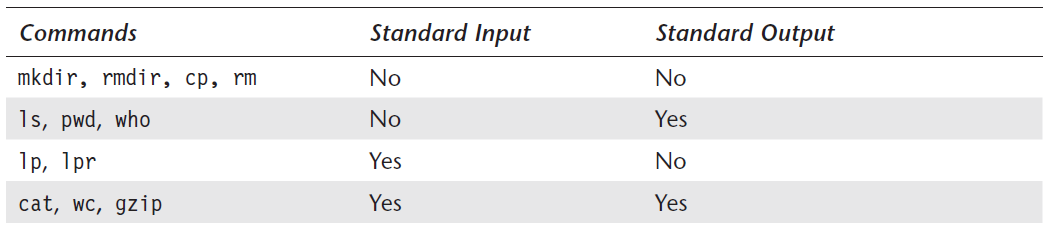 Commands Standard Input Standard Output
mkdir, rmdir, cp, rm No No
ls, pwd, who No Yes
lp, lpr Yes No
cat, wc, gzip Yes Yes